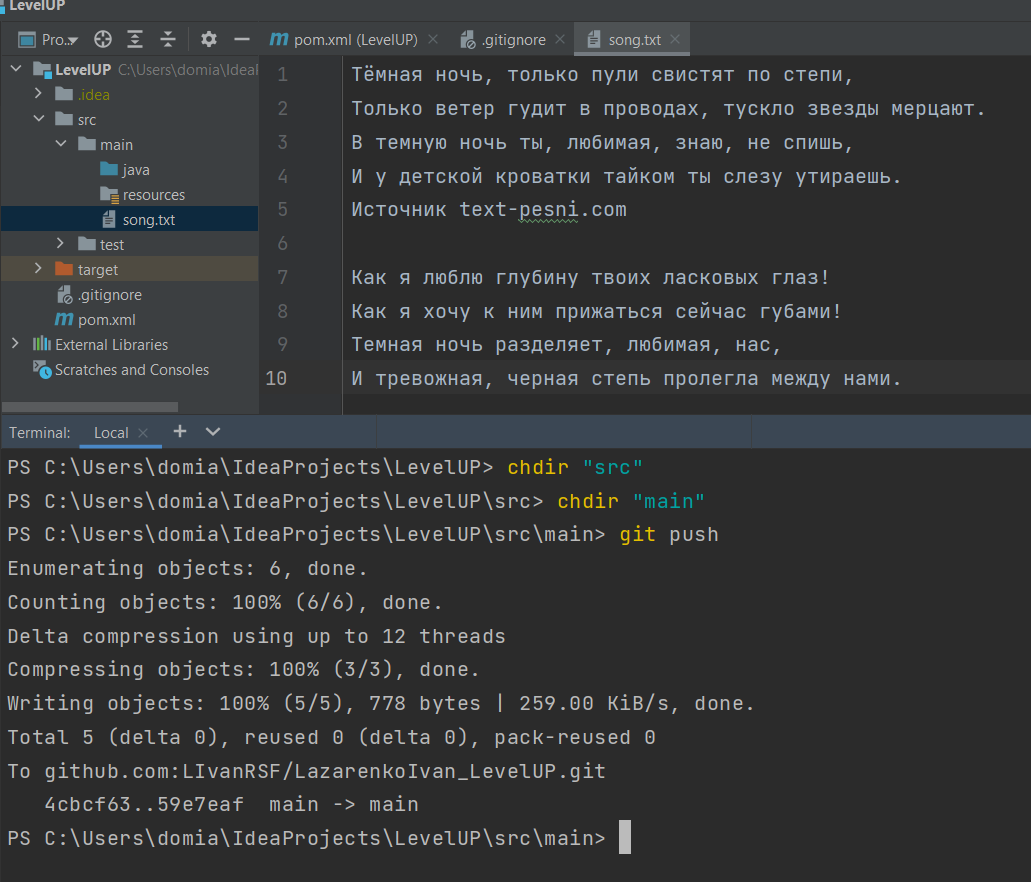 LevelUP
Pro...
pom.xml (LevelUP)
.gitignore
song.txt
LevelUP C:\Users\domia\Ideal
.idea
src
main
java
resources
song.txt
test
target
.gitignore
pom.xml
External Libraries
Scratches and Consoles
1 Тёмная ночь, только пули свистят по степи,
2 Только ветер гудит в проводах, тускло звезды мерцают.
3 В темную ночь ты, любимая, знаю, не спишь,
4 И у детской кроватки тайком ты слезу утираешь.
5 Источник text-pesni.com
6
7 Как я люблю глубину твоих ласковых глаз!
8 Как я хочу к ним прижаться сейчас губами!
9 Темная ночь разделяет, любимая, нас,
10 И тревожная, черная степь пролегла между нами.
Terminal: Local
PS C:\Users\domia\IdeaProjects\LevelUP> chdir "src"
PS C:\Users\domia\IdeaProjects\LevelUP\src> chdir "main"
PS C:\Users\domia\IdeaProjects\LevelUP\src\main> git push
Enumerating objects: 6, done.
Counting objects: 100% (6/6), done.
Delta compression using up to 12 threads
Compressing objects: 100% (3/3), done.
Writing objects: 100% (5/5), 778 bytes | 259.00 KiB/s, done.
Total 5 (delta 0), reused 0 (delta 0), pack-reused 0
To github.com:LIvanRSF/LazarenkoIvan_LevelUP.git
4cbcf63..59e7eaf main -> main
PS C:\Users\domia\IdeaProjects\LevelUP\src\main>